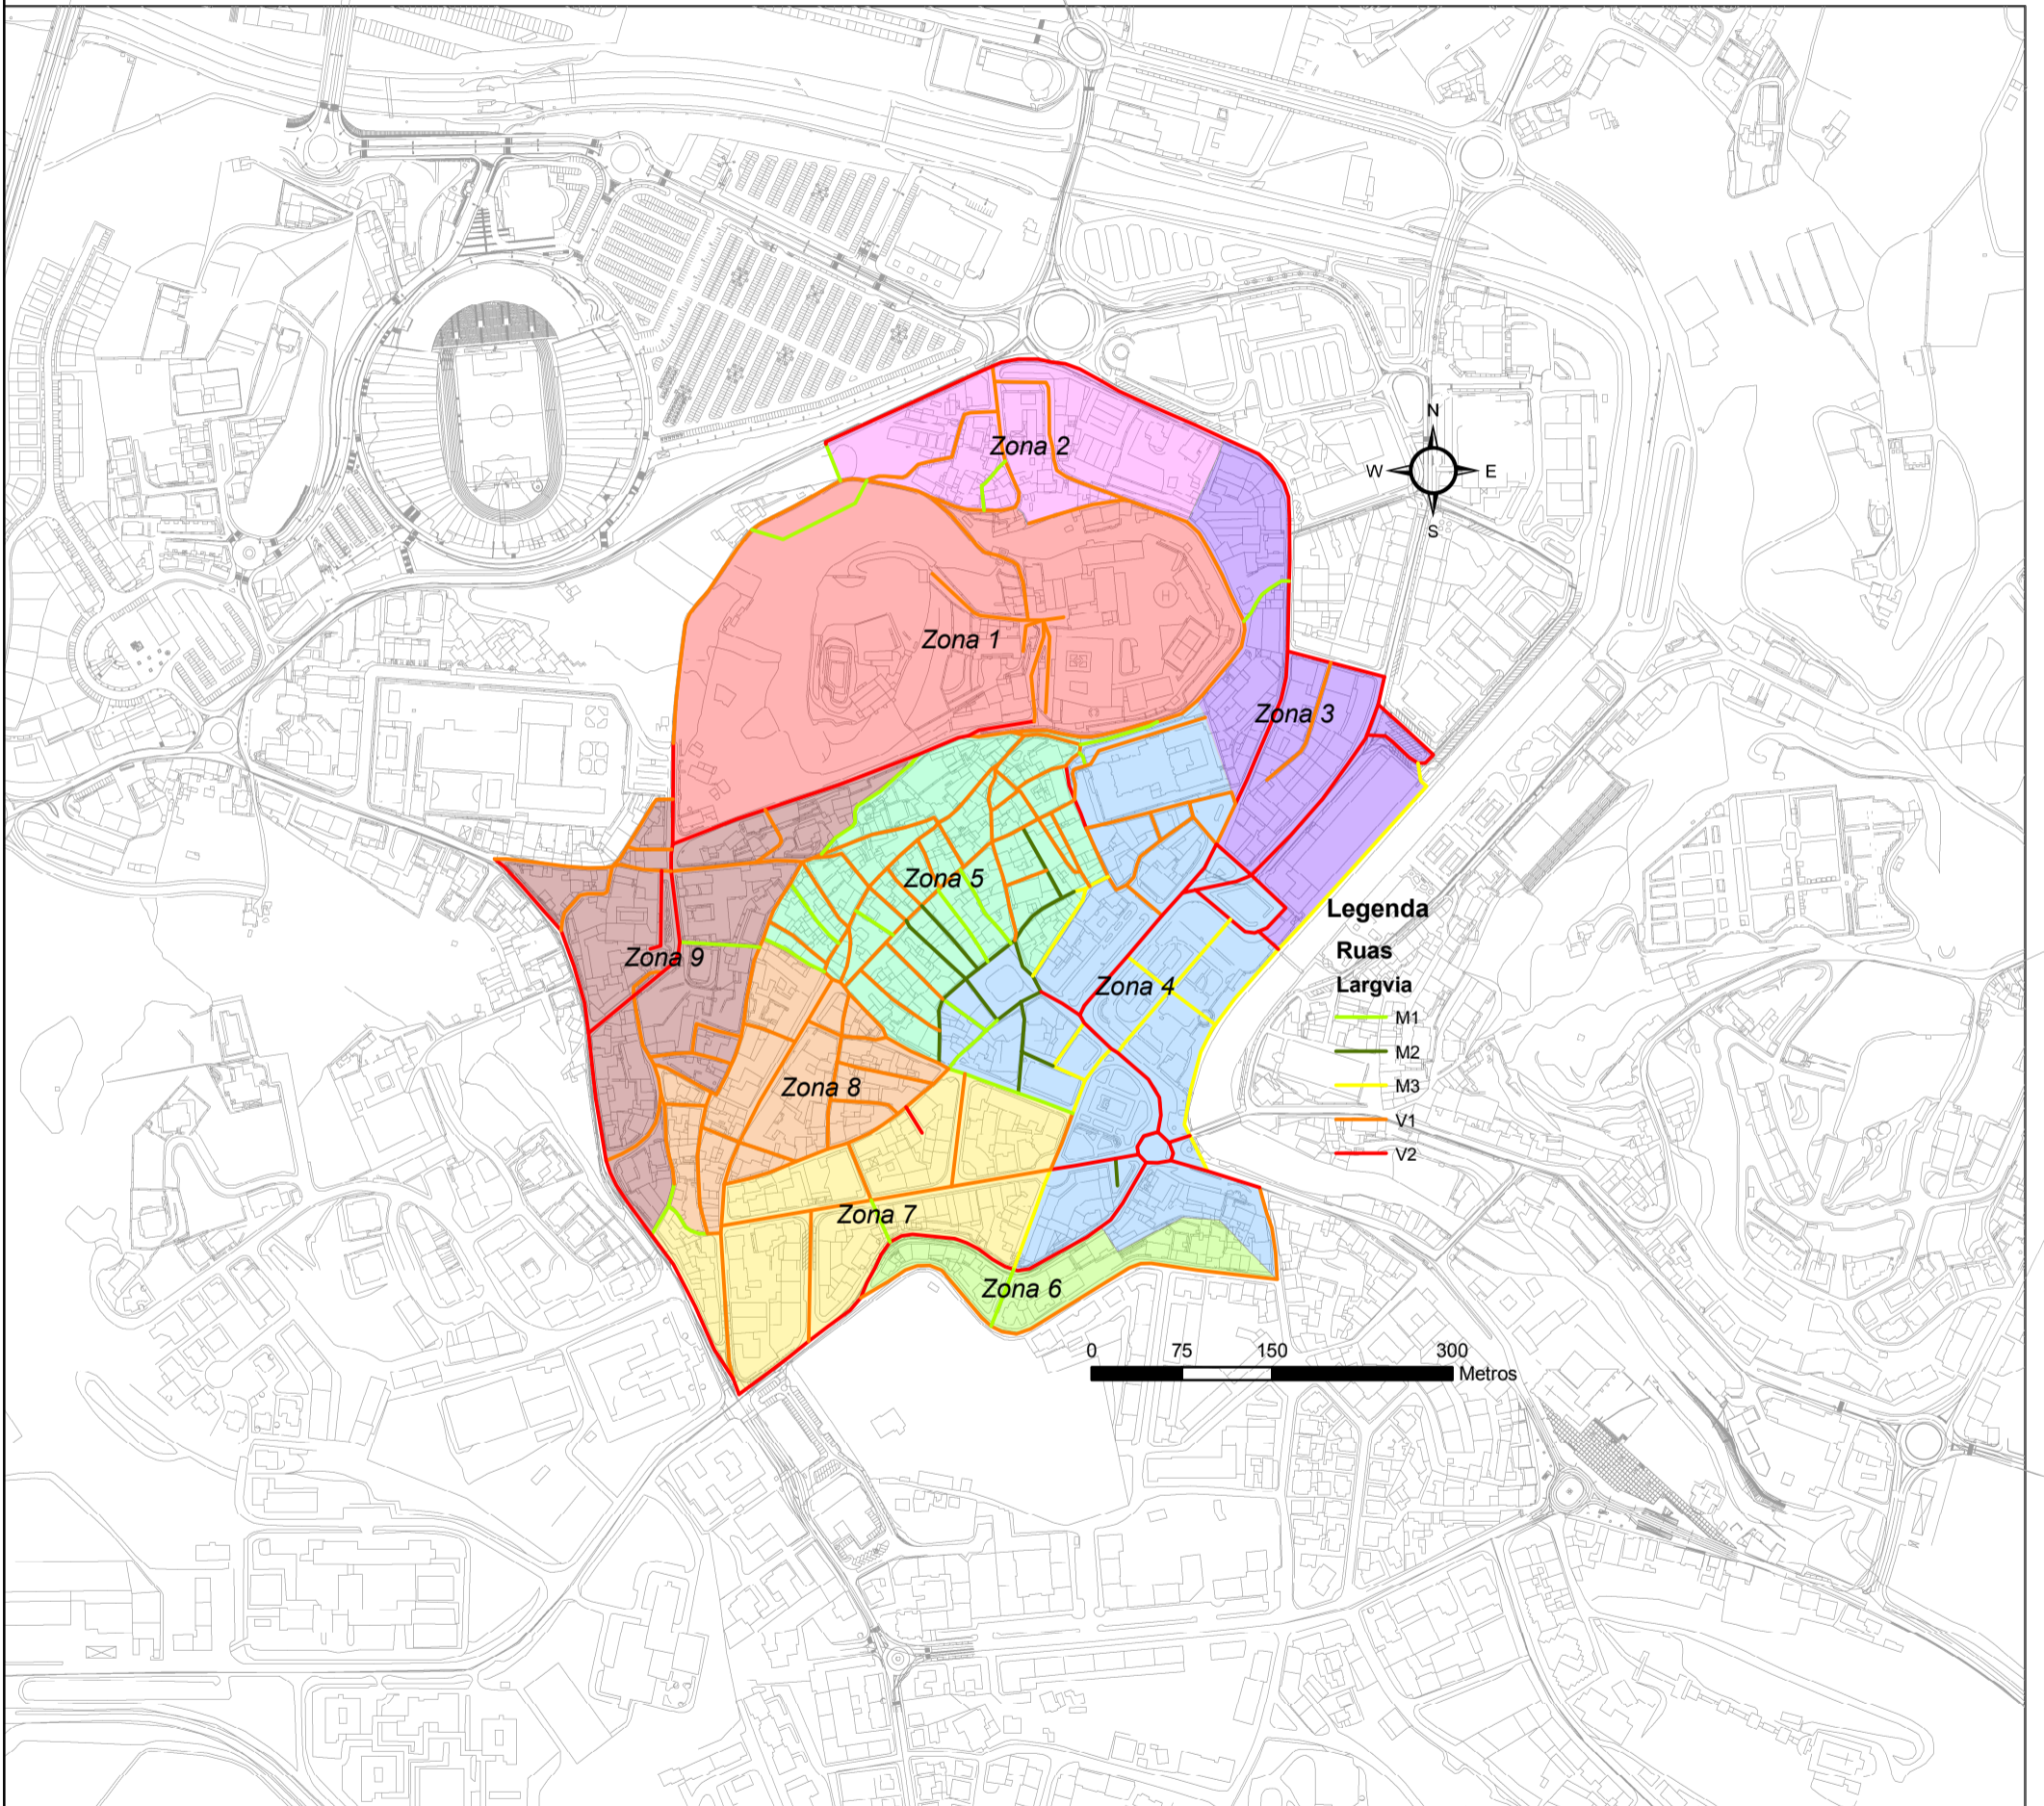 N
W
E
S
Zona 2
Zona 1
H
Zona 3
Zona 5
Zona 9
Zona 4
Zona 8
Zona 7
Zona 6
Legenda
Ruas
Largvia
M1
M2
M3
V1
V2
0 75 150 300
Metros